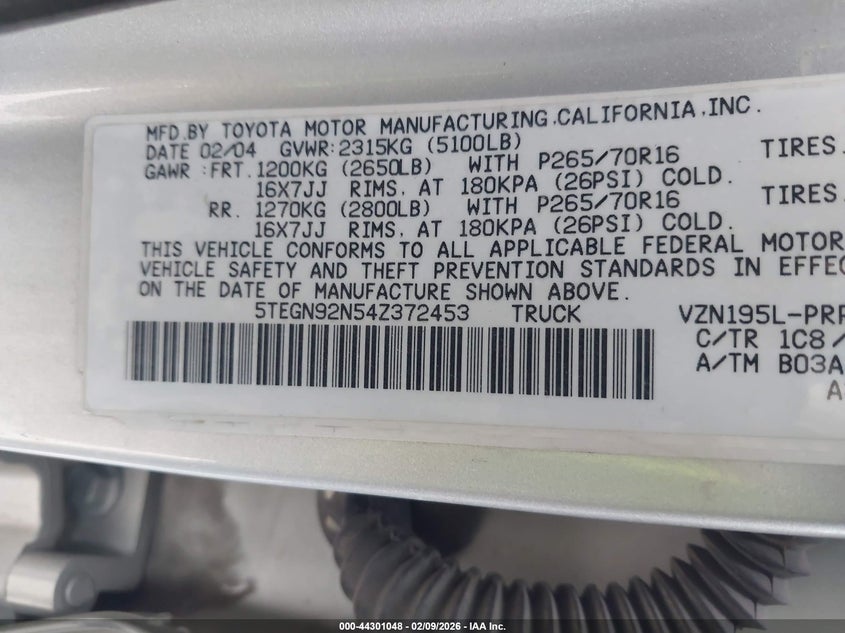 MFD.BY TOYOTA MOTOR MANUFACTURING.CALIFORNIA.INC.
DATE 02/04 GVWR:2315KG (5100LB)
GAWR :FRT.1200KG (2650LB) WITH P265/70R16 TIRES.
16X7JJ RIMS. AT 180KPA (26PSI) COLD.
RR. 1270KG (2800LB) WITH P265/70R16 TIRES.
16X7JJ RIMS. AT 180KPA (26PSI) COLD.
THIS VEHICLE CONFORMS TO ALL APPLICABLE FEDERAL MOTOR
VEHICLE SAFETY AND THEFT PREVENTION STANDARDS IN EFFEC
ON THE DATE OF MANUFACTURE SHOWN ABOVE.
5TEGN92N54Z372453 TRUCK VZN195L-PRP
C/TR 1C8/
A/TM B03A
000-44301048 - 02/09/2026 - IAA Inc.